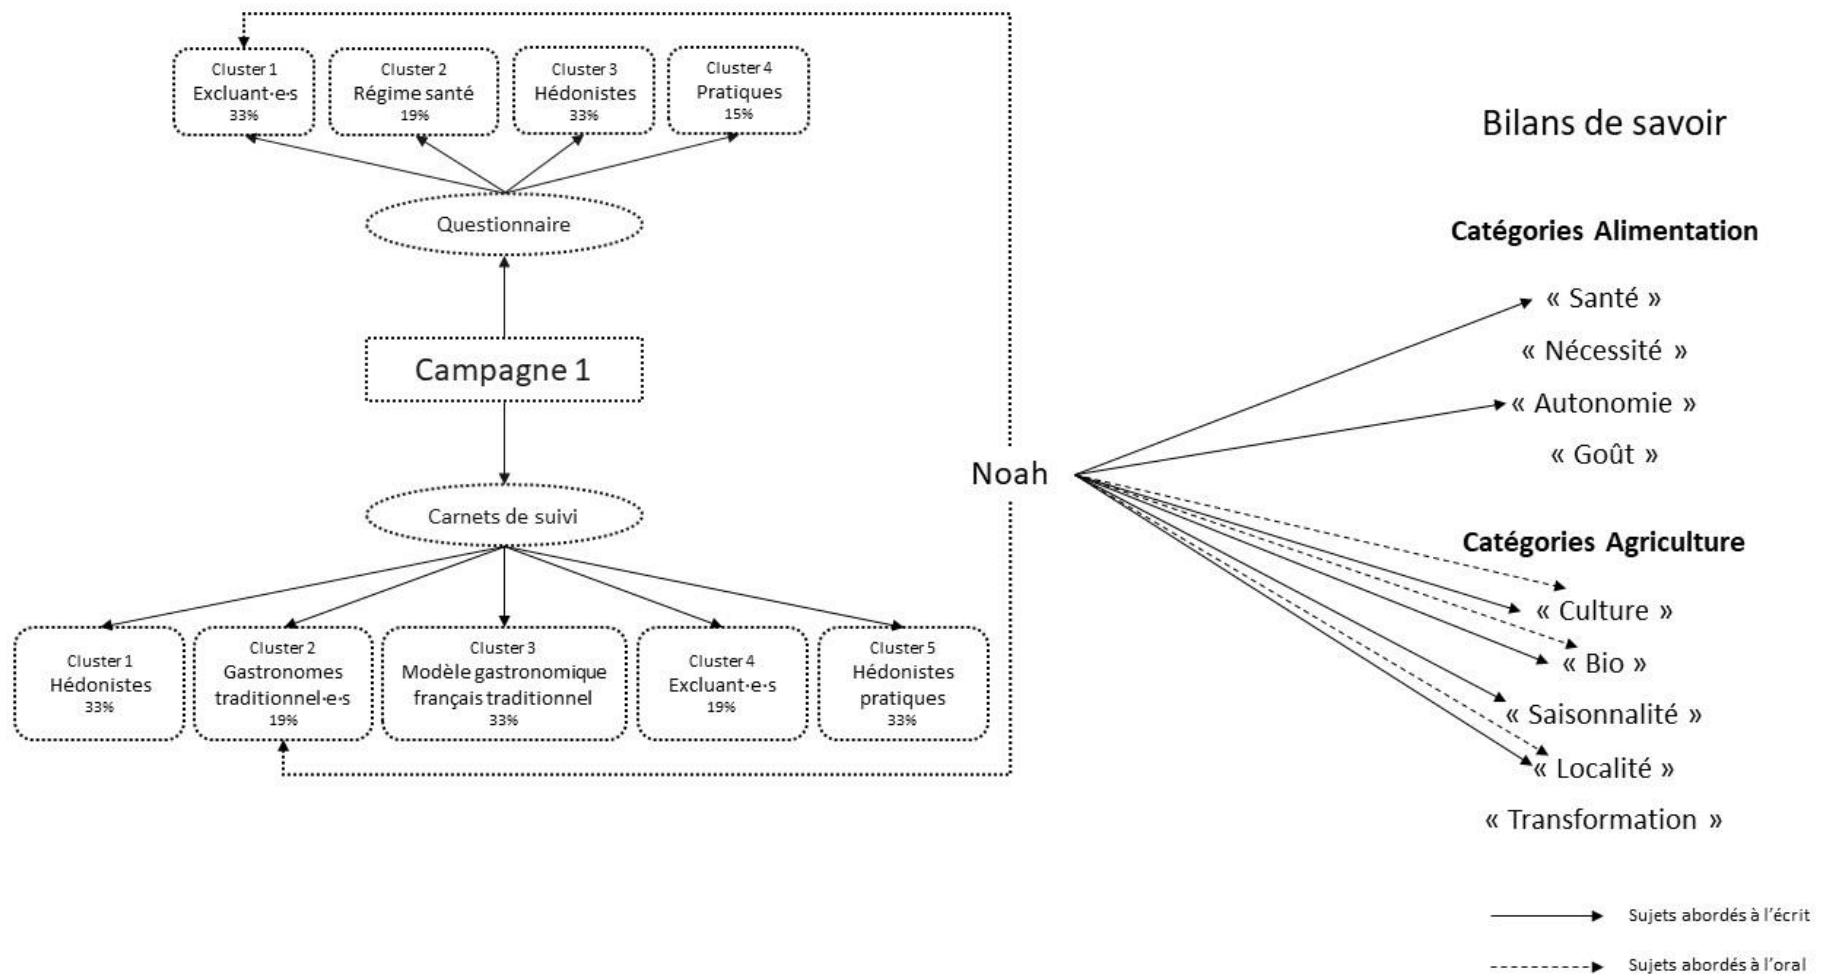 Cluster 1
Excluant·e·s
33%
Cluster 2
Régime santé
19%
Cluster 3
Hédonistes
33%
Cluster 4
Pratiques
15%
Questionnaire
Campagne 1
Carnets de suivi
Cluster 1
Hédonistes
33%
Cluster 2
Gastronomes
traditionnel·e·s
19%
Cluster 3
Modèle gastronomique
français traditionnel
33%
Cluster 4
Excluant·e·s
19%
Cluster 5
Hédonistes
pratiques
33%
Noah
Bilans de savoir
Catégories Alimentation
« Santé »
« Nécessité »
« Autonomie »
« Goût »
Catégories Agriculture
« Culture »
« Bio »
« Saisonnalité »
« Localité »
« Transformation »
Sujets abordés à l'écrit
Sujets abordés à l'oral